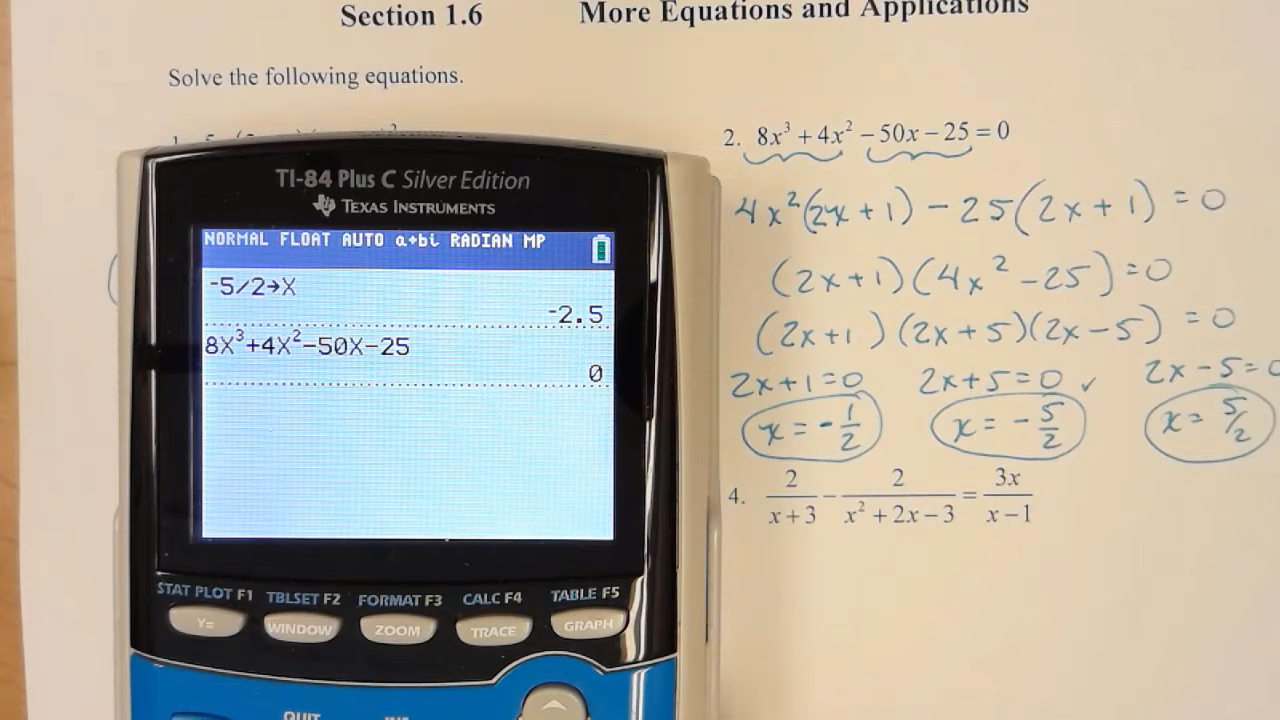 Section 1.6 More Equations and Applications
Solve the following equations.
TI-84 Plus C Silver Edition
TEXAS INSTRUMENTS
NORMAL FLOAT AUTO a+bi RADIAN MP
-5/2→X
-2.5
8X³+4X²-50X-25
0
STAT PLOT F1 TBLSET F2 FORMAT F3 CALC F4 TABLE F5
Y= WINDOW ZOOM TRACE GRAPH
QUIT
2. 8x³ + 4x² − 50x − 25 = 0
4x²(2x + 1) − 25(2x + 1) = 0
(2x + 1)(4x² − 25) = 0
(2x + 1)(2x + 5)(2x − 5) = 0
2x + 1 = 0 2x + 5 = 0 ✓ 2x − 5 = 0
x = −1/2 x = −5/2 x = 5/2
4. 2/(x+3) − 2/(x² + 2x − 3) = 3x/(x−1)